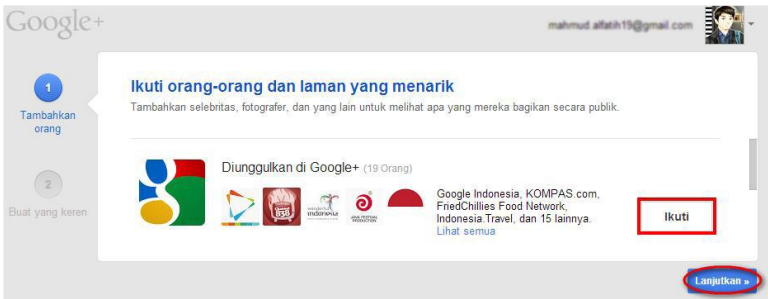 Google+
mahmud.alfatih19@gmail.com
1
Tambahkan
orang
2
Buat yang keren
Ikuti orang-orang dan laman yang menarik
Tambahkan selebritas, fotografer, dan yang lain untuk melihat apa yang mereka bagikan secara publik.
Diunggulkan di Google+ (19 Orang)
g
indonesia
Google Indonesia, KOMPAS.com,
FriedChillies Food Network,
Indonesia.Travel, dan 15 lainnya.
Lihat semua
Ikuti
Lanjutkan »